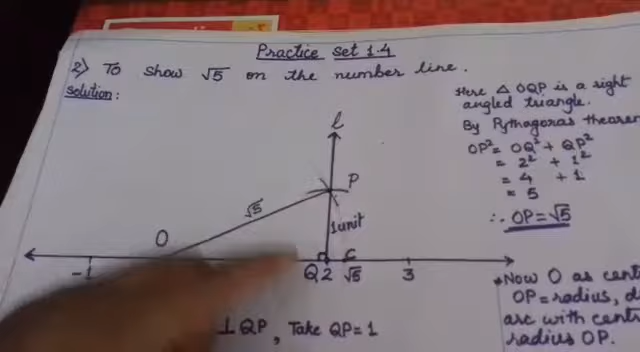 Practice set 1.4
2) To show √5 on the number line.
Solution:
Here △ OQP is a right
angled triangle.
By Pythagoras theorem
OP² = OQ² + QP²
= 2² + 1²
= 4 + 1
= 5
∴ OP = √5
l
P
√5
1unit
O
c
-1
Q 2 √5 3
⊥ QP, Take QP = 1
Now O as
OP = radius,
arc with
radius OP.